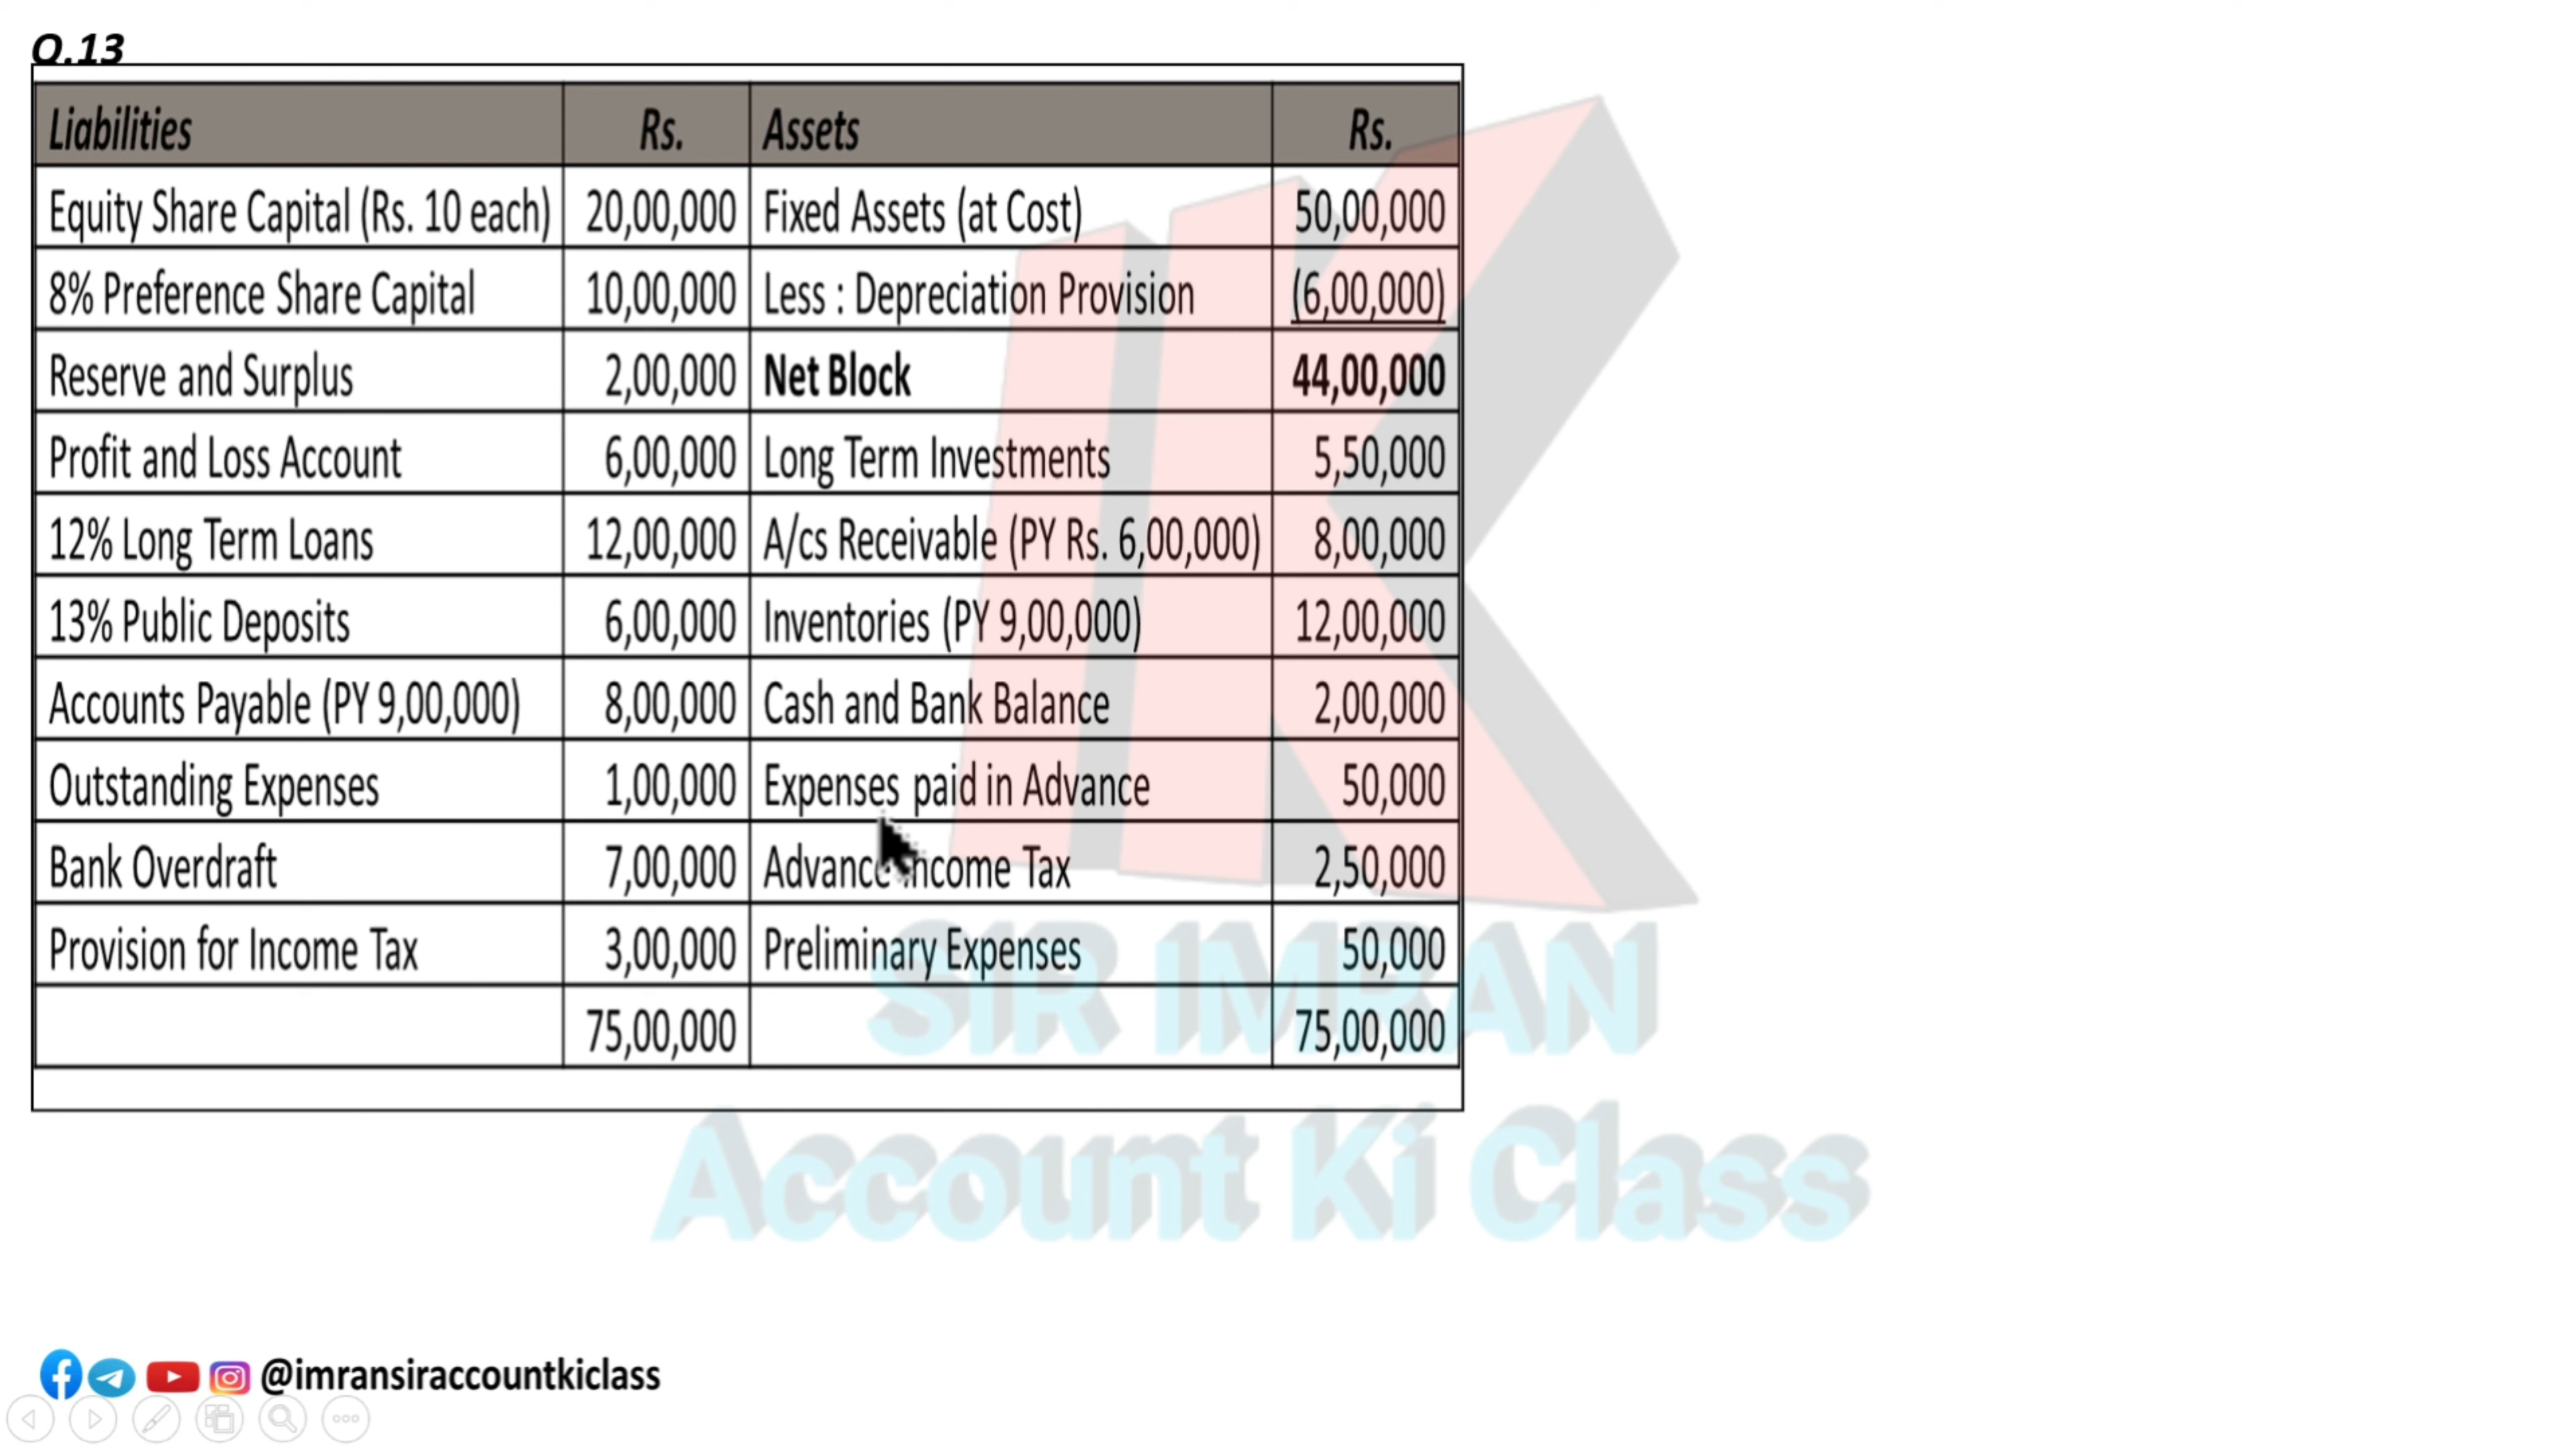 Q.13
Liabilities Rs. Assets Rs.
Equity Share Capital (Rs. 10 each) 20,00,000 Fixed Assets (at Cost) 50,00,000
8% Preference Share Capital 10,00,000 Less : Depreciation Provision (6,00,000)
Reserve and Surplus 2,00,000 Net Block 44,00,000
Profit and Loss Account 6,00,000 Long Term Investments 5,50,000
12% Long Term Loans 12,00,000 A/cs Receivable (PY Rs. 6,00,000) 8,00,000
13% Public Deposits 6,00,000 Inventories (PY 9,00,000) 12,00,000
Accounts Payable (PY 9,00,000) 8,00,000 Cash and Bank Balance 2,00,000
Outstanding Expenses 1,00,000 Expenses paid in Advance 50,000
Bank Overdraft 7,00,000 Advance Income Tax 2,50,000
Provision for Income Tax 3,00,000 Preliminary Expenses 50,000
75,00,000 75,00,000
SIR IMRAN
Account Ki Class
@imransiraccountkiclass